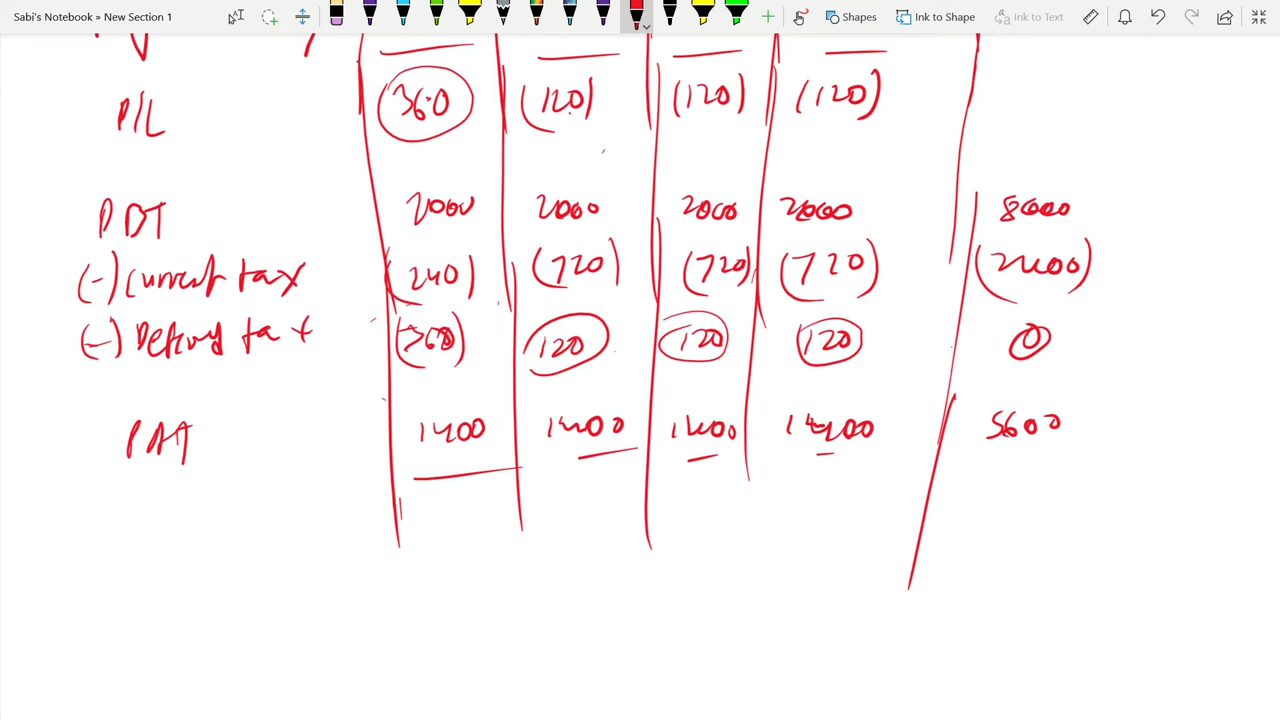 Sabi's Notebook » New Section 1
Shapes
Ink to Shape
Ink to Text
P/L 360 (120) (120) (120)
PBT 2000 2000 2000 2000 8000
(-) Current tax (240) (720) (720) (720) (2400)
(-) Deferred tax (360) 120 120 120 0
PAT 1400 1400 1400 1400 5600